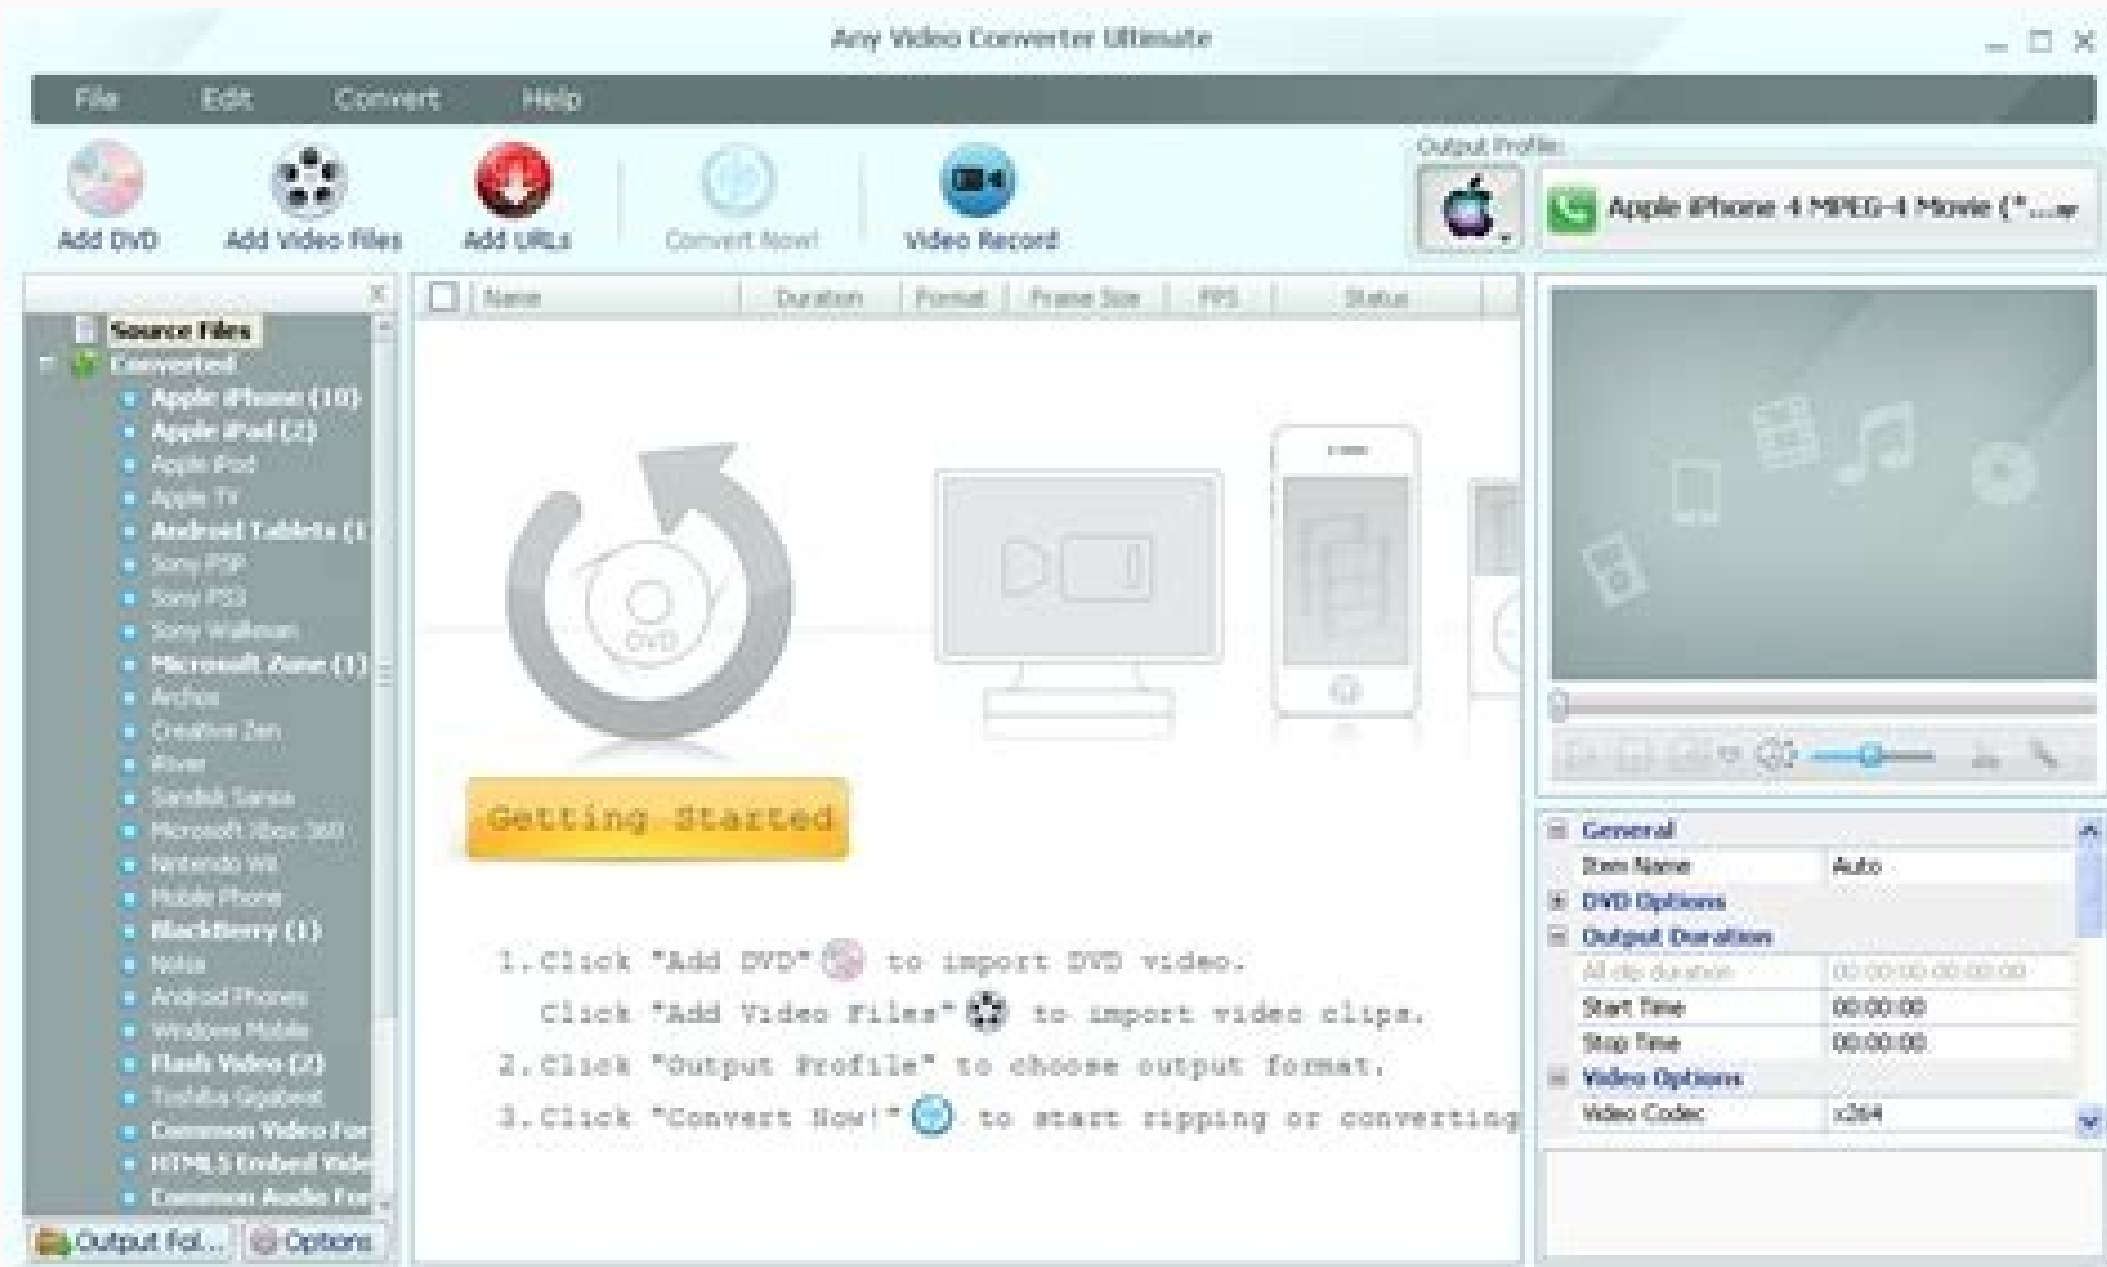 Any Video Converter Ultimate
File Edit Convert Help
Add DVD Add Video Files Add URLs Convert Now! Video Record
Output Profile:
Apple iPhone 4 MPEG-4 Movie (*...
Name Duration Format Frame Size FPS Status
Source Files
Converted
Apple iPhone (10)
Apple iPad (2)
Apple iPod
Apple TV
Android Tablets (1
Sony PSP
Sony PS3
Sony Walkman
Microsoft Zune (1)
Archos
Creative Zen
iRiver
Sandisk Sansa
Microsoft Xbox 360
Nintendo Wii
Mobile Phone
BlackBerry (1)
Nokia
Android Phones
Windows Mobile
Flash Video (2)
Toshiba Gigabeat
Common Video For
HTML5 Embed Vide
Common Audio For
Output Fol... Options
DVD
Getting Started
1. Click "Add DVD" to import DVD video.
Click "Add Video Files" to import video clips.
2. Click "Output Profile" to choose output format.
3. Click "Convert Now!" to start ripping or converting
General
Item Name Auto
DVD Options
Output Duration
All clip duration 00:00:00-00:00:00
Start Time 00:00:00
Stop Time 00:00:00
Video Options
Video Codec x264